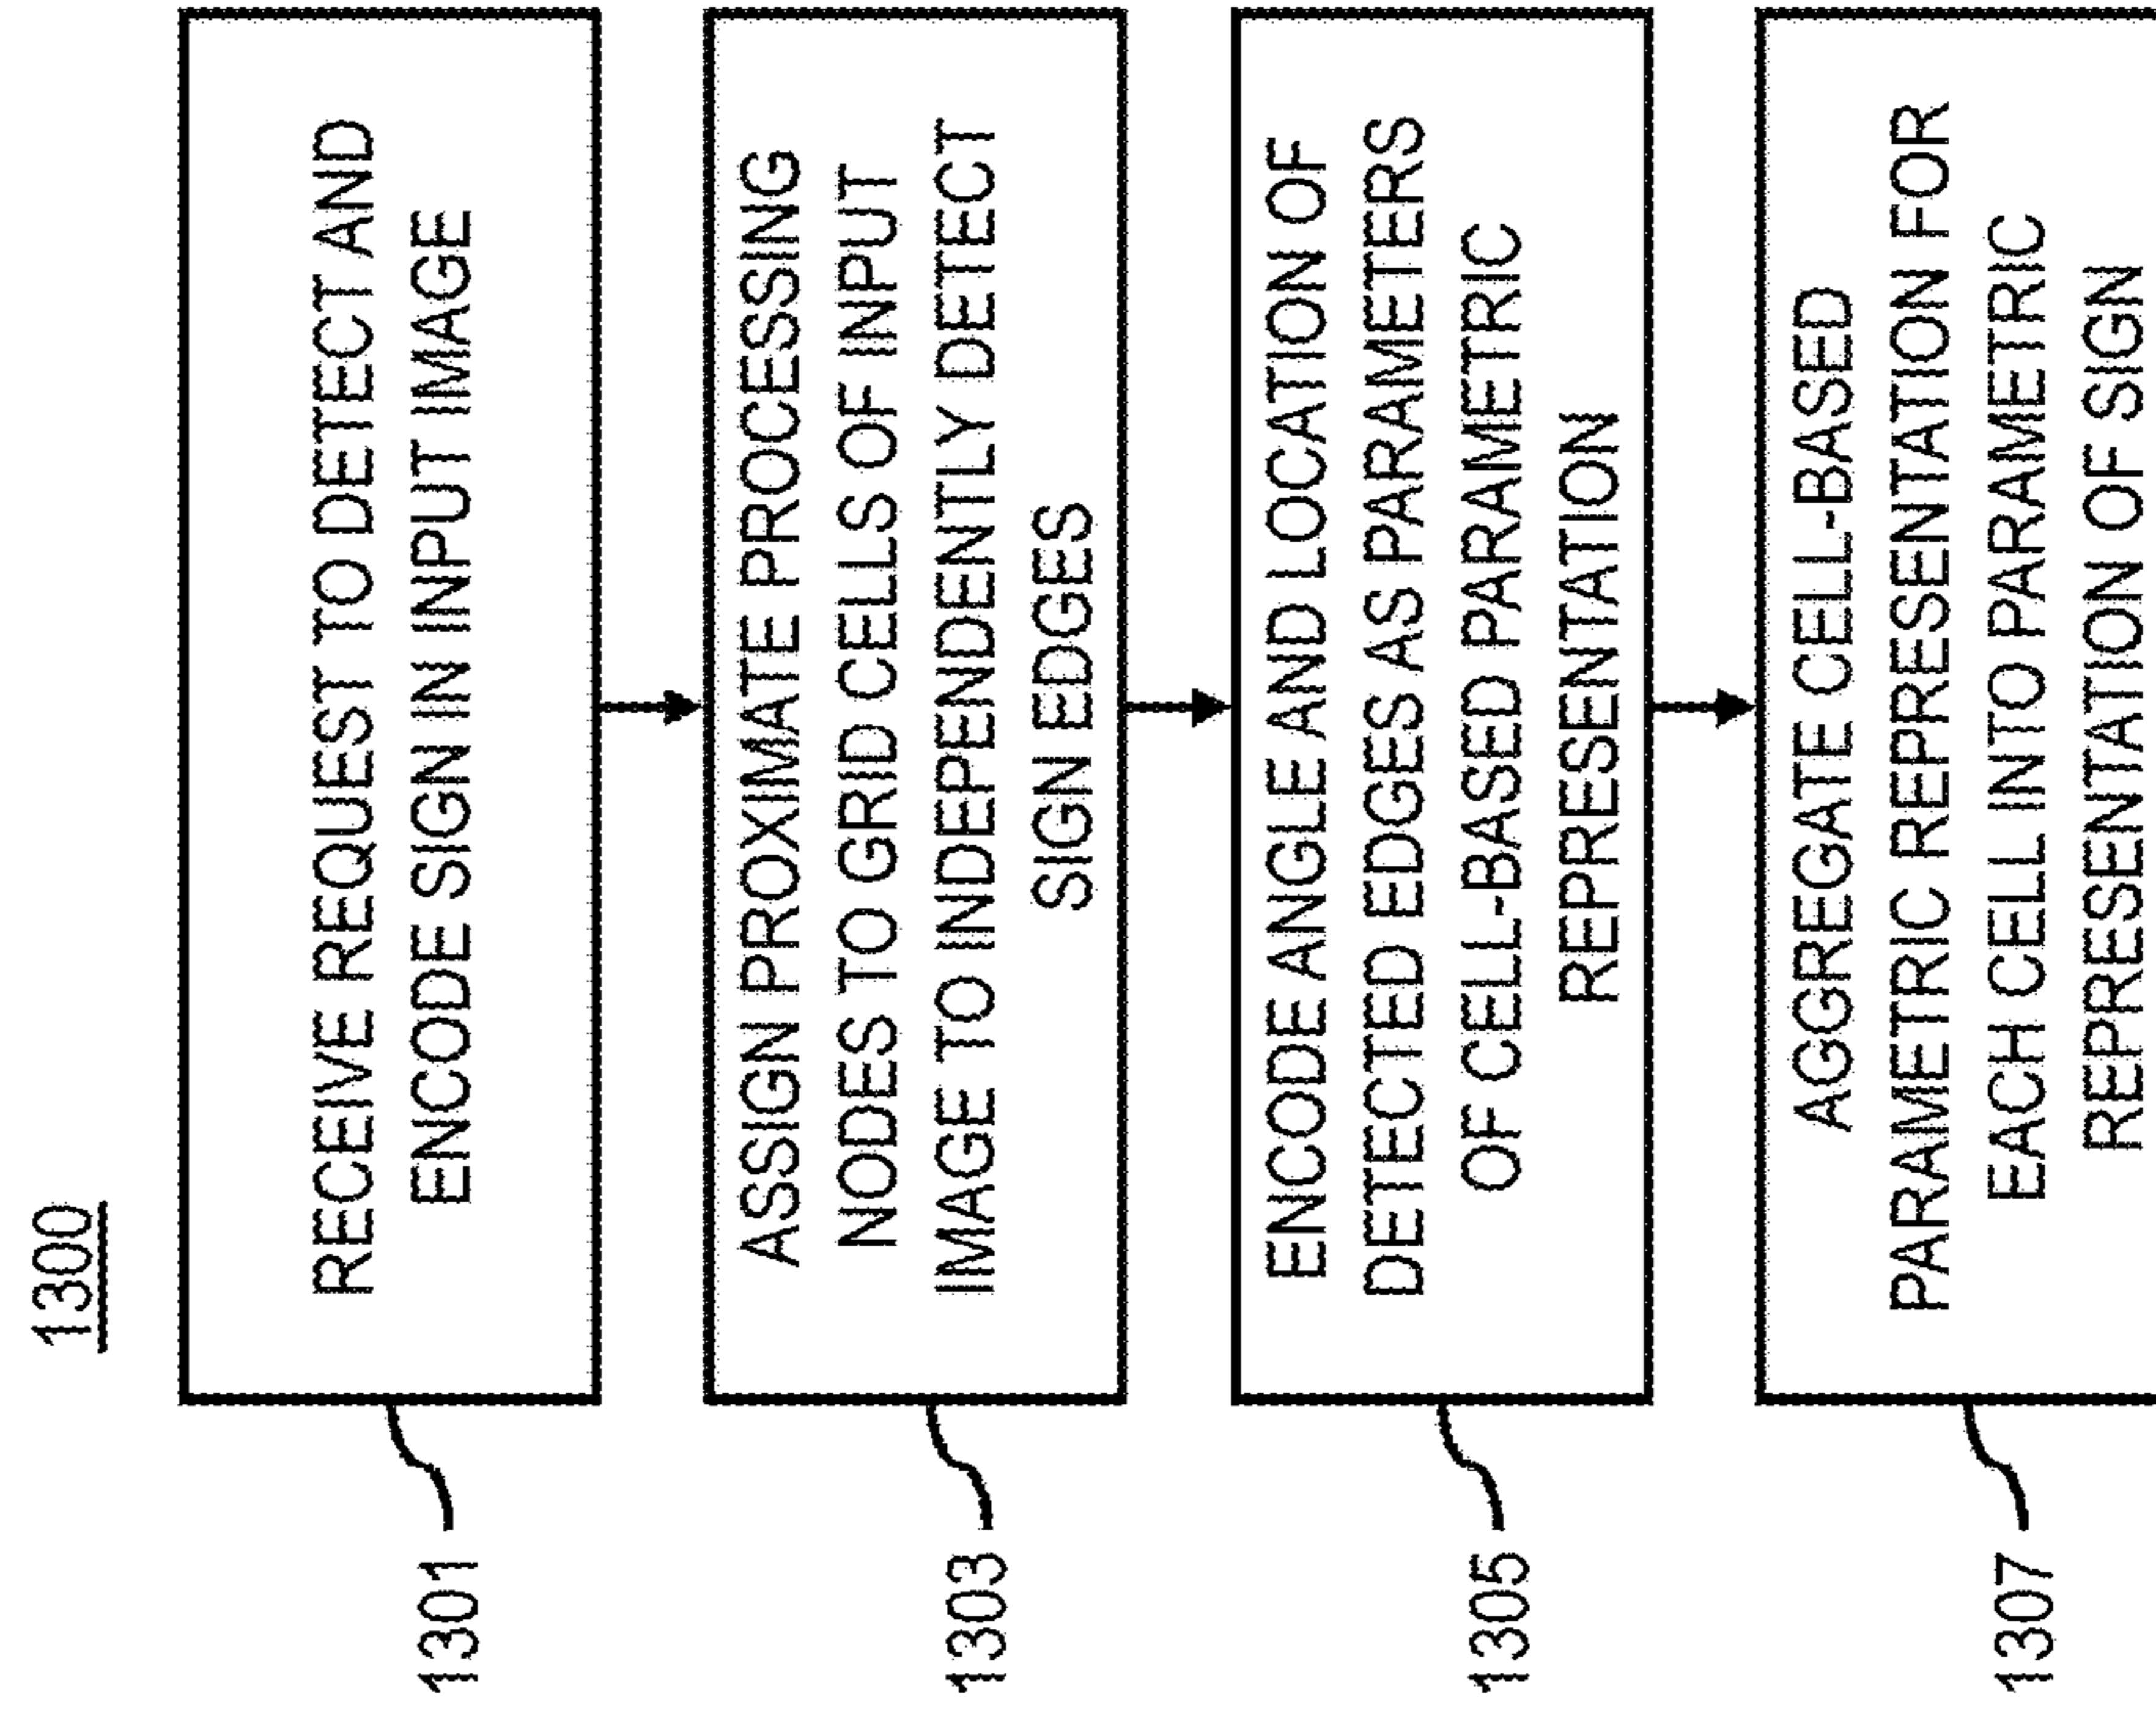 1300
1301
RECEIVE REQUEST TO DETECT AND
ENCODE SIGN IN INPUT IMAGE
1303
ASSIGN PROXIMATE PROCESSING
NODES TO GRID CELLS OF INPUT
IMAGE TO INDEPENDENTLY DETECT
SIGN EDGES
1305
ENCODE ANGLE AND LOCATION OF
DETECTED EDGES AS PARAMETERS
OF CELL-BASED PARAMETRIC
REPRESENTATION
1307
AGGREGATE CELL-BASED
PARAMETRIC REPRESENTATION FOR
EACH CELL INTO PARAMETRIC
REPRESENTATION OF SIGN